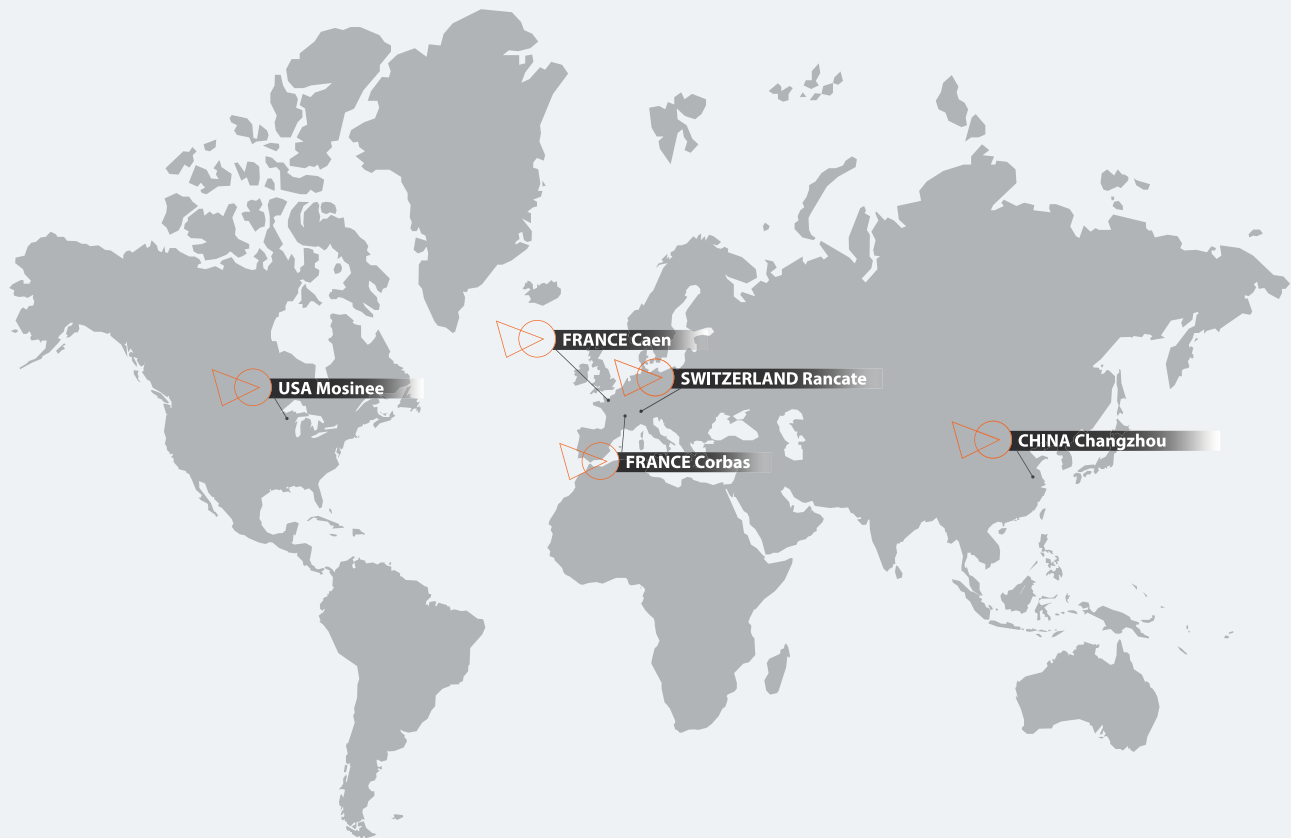 FRANCE Caen
SWITZERLAND Rancate
USA Mosinee
CHINA Changzhou
FRANCE Corbas